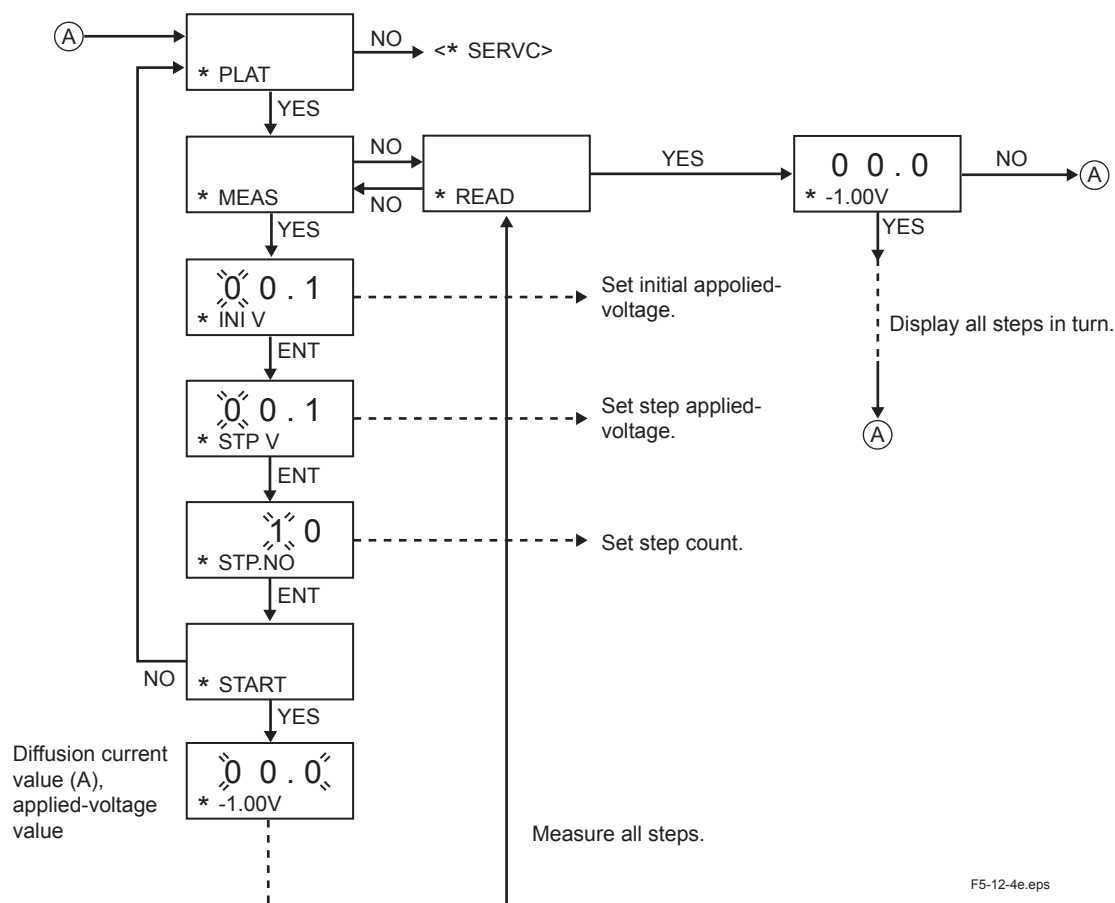 A
* PLAT
NO
<* SERVC>
YES
* MEAS
NO
NO
* READ
YES
0 0 . 0
* -1.00V
NO
A
YES
YES
0 0 . 1
* INI V
Set initial appolied-
voltage.
Display all steps in turn.
ENT
0 0 . 1
* STP V
Set step applied-
voltage.
A
ENT
1 0
* STP.NO
Set step count.
ENT
* START
NO
YES
Diffusion current
value (A),
applied-voltage
value
0 0 . 0
* -1.00V
Measure all steps.
F5-12-4e.eps